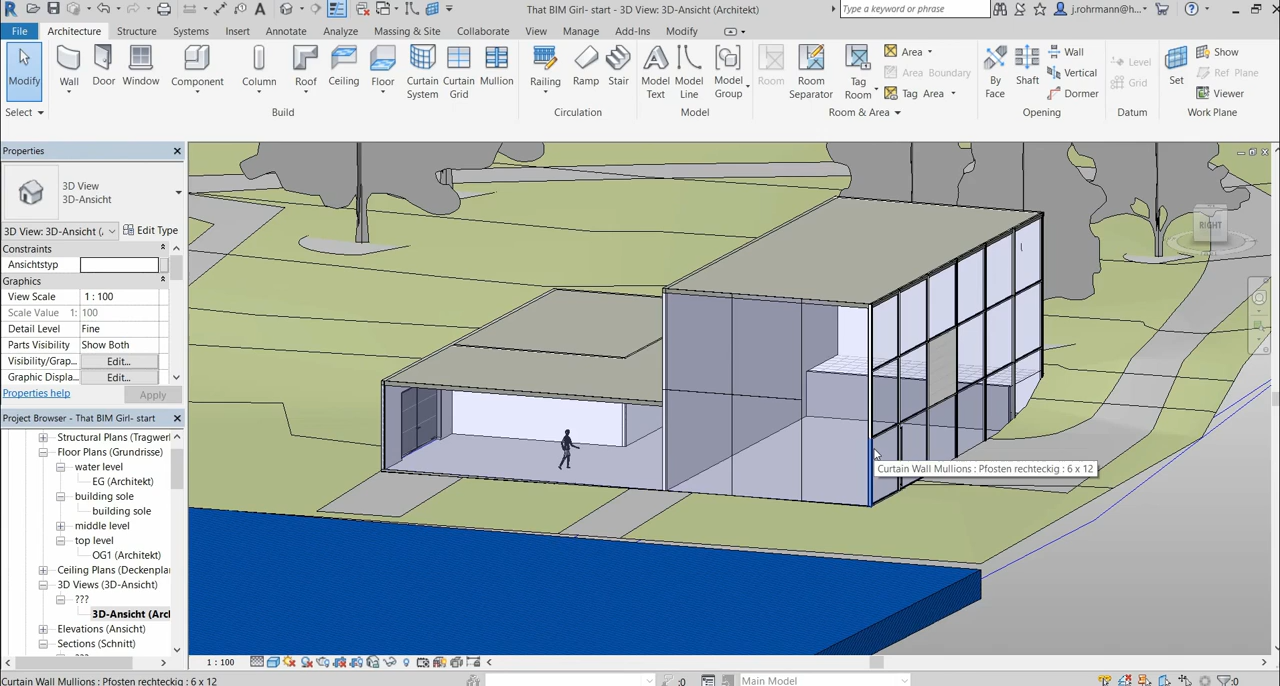 That BIM Girl- start - 3D View: 3D-Ansicht (Architekt)
Type a keyword or phrase
j.rohrmann@h...
File
Architecture
Structure
Systems
Insert
Annotate
Analyze
Massing & Site
Collaborate
View
Manage
Add-Ins
Modify
Modify
Wall
Door
Window
Component
Column
Roof
Ceiling
Floor
Curtain System
Curtain Grid
Mullion
Railing
Ramp
Stair
Model Text
Model Line
Model Group
Room
Room Separator
Tag Room
Area
Area Boundary
Tag Area
By Face
Shaft
Wall
Vertical
Dormer
Level
Grid
Set
Show
Ref Plane
Viewer
Select
Build
Circulation
Model
Room & Area
Opening
Datum
Work Plane
Properties
3D View
3D-Ansicht
3D View: 3D-Ansicht (
Edit Type
Constraints
Ansichtstyp
Graphics
View Scale
1 : 100
Scale Value 1:
100
Detail Level
Fine
Parts Visibility
Show Both
Visibility/Grap...
Edit...
Graphic Displa...
Edit...
Properties help
Apply
Project Browser - That BIM Girl- start
Structural Plans (Tragwer
Floor Plans (Grundrisse)
water level
EG (Architekt)
building sole
building sole
middle level
top level
OG1 (Architekt)
Ceiling Plans (Deckenplan
3D Views (3D-Ansicht)
???
3D-Ansicht (Arcl
Elevations (Ansicht)
Sections (Schnitt)
RIGHT
Curtain Wall Mullions : Pfosten rechteckig : 6 x 12
1 : 100
Curtain Wall Mullions : Pfosten rechteckig : 6 x 12
:0
Main Model
:0